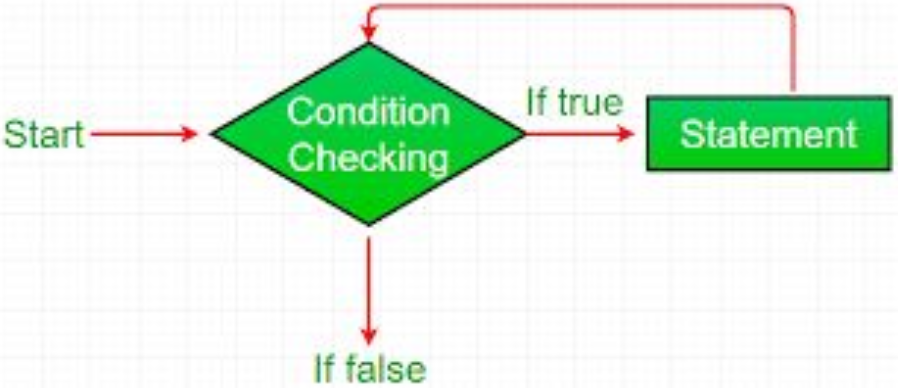 Start
Condition
Checking
If true
Statement
If false